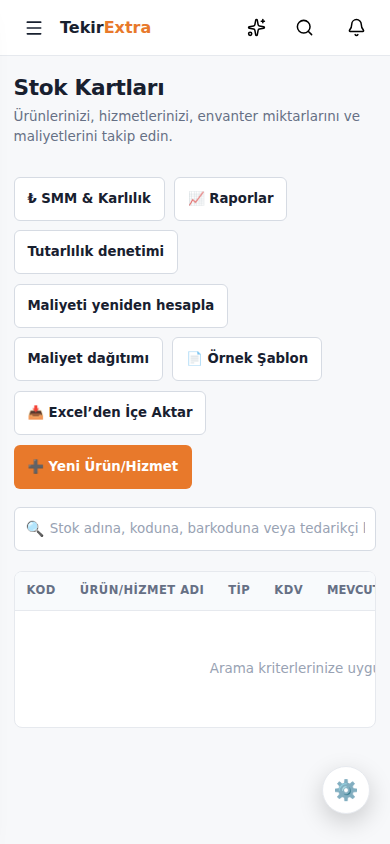 TekirExtra
Stok Kartları
Ürünlerinizi, hizmetlerinizi, envanter miktarlarını ve
maliyetlerini takip edin.
₺ SMM & Karlılık
📈 Raporlar
Tutarlılık denetimi
Maliyeti yeniden hesapla
Maliyet dağıtımı
📄 Örnek Şablon
📥 Excel’den İçe Aktar
➕ Yeni Ürün/Hizmet
🔍 Stok adına, koduna, barkoduna veya tedarikçi
KOD ÜRÜN/HİZMET ADI TİP KDV MEVCUT
Arama kriterlerinize